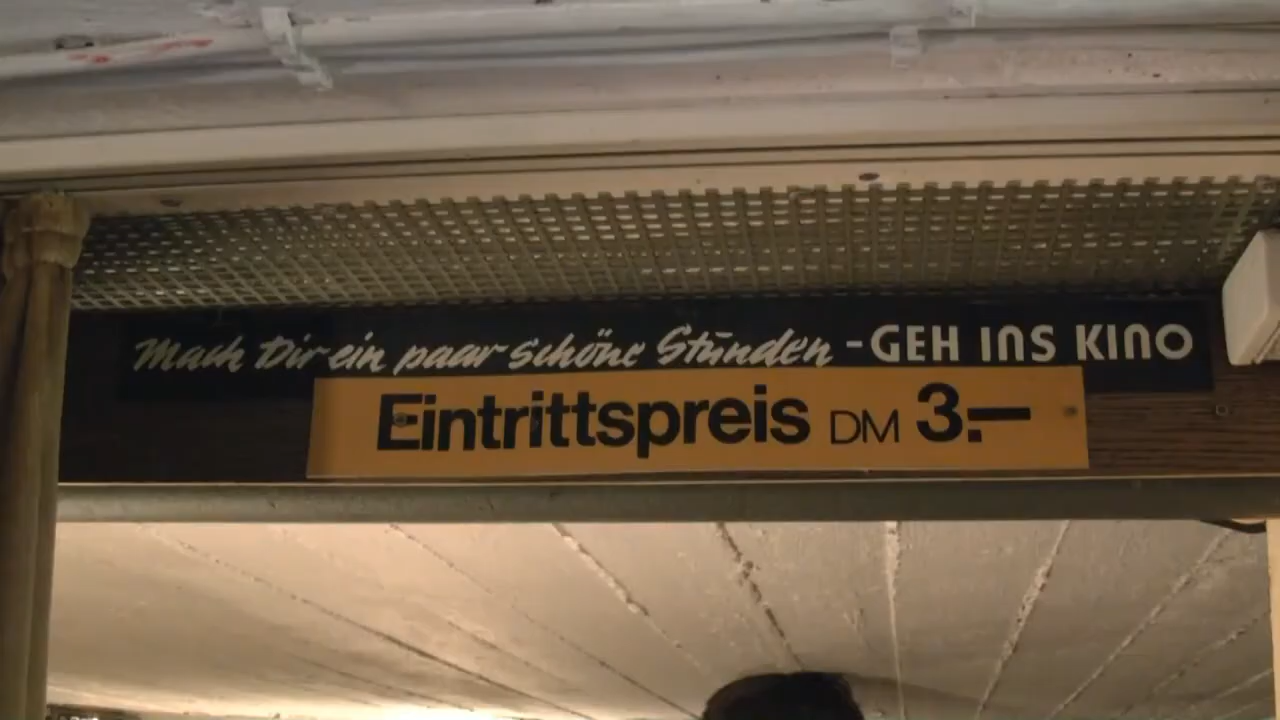 Mach Dir ein paar schöne Stunden - GEH INS KINO
Eintrittspreis DM 3.—